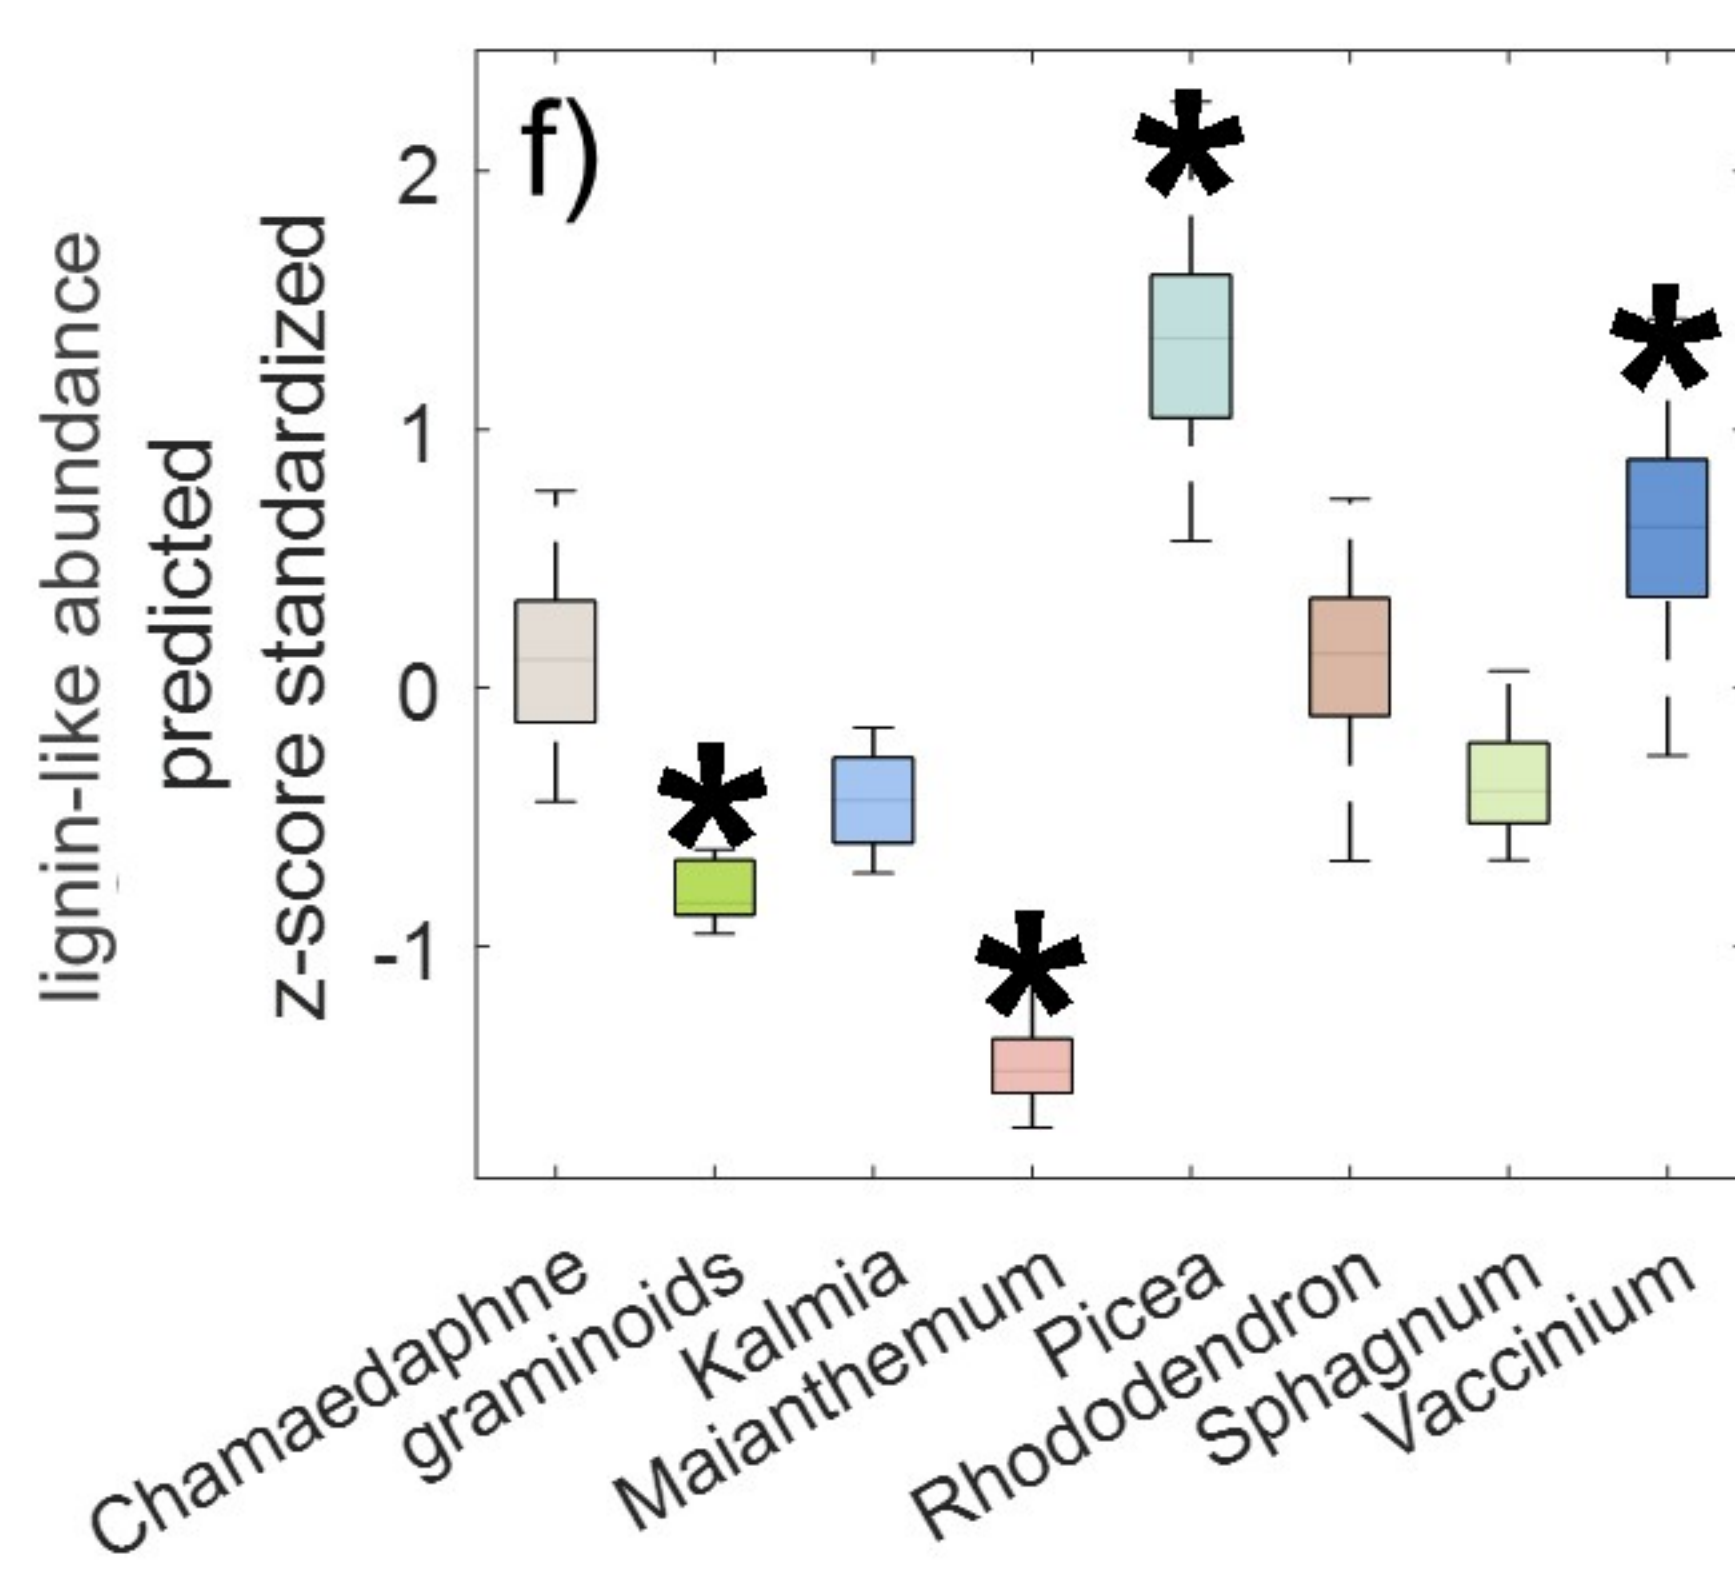 f)
lignin-like abundance
predicted
z-score standardized
2
1
0
-1
*
*
*
*
Chamaedaphne
graminoids
Kalmia
Maianthemum
Picea
Rhododendron
Sphagnum
Vaccinium